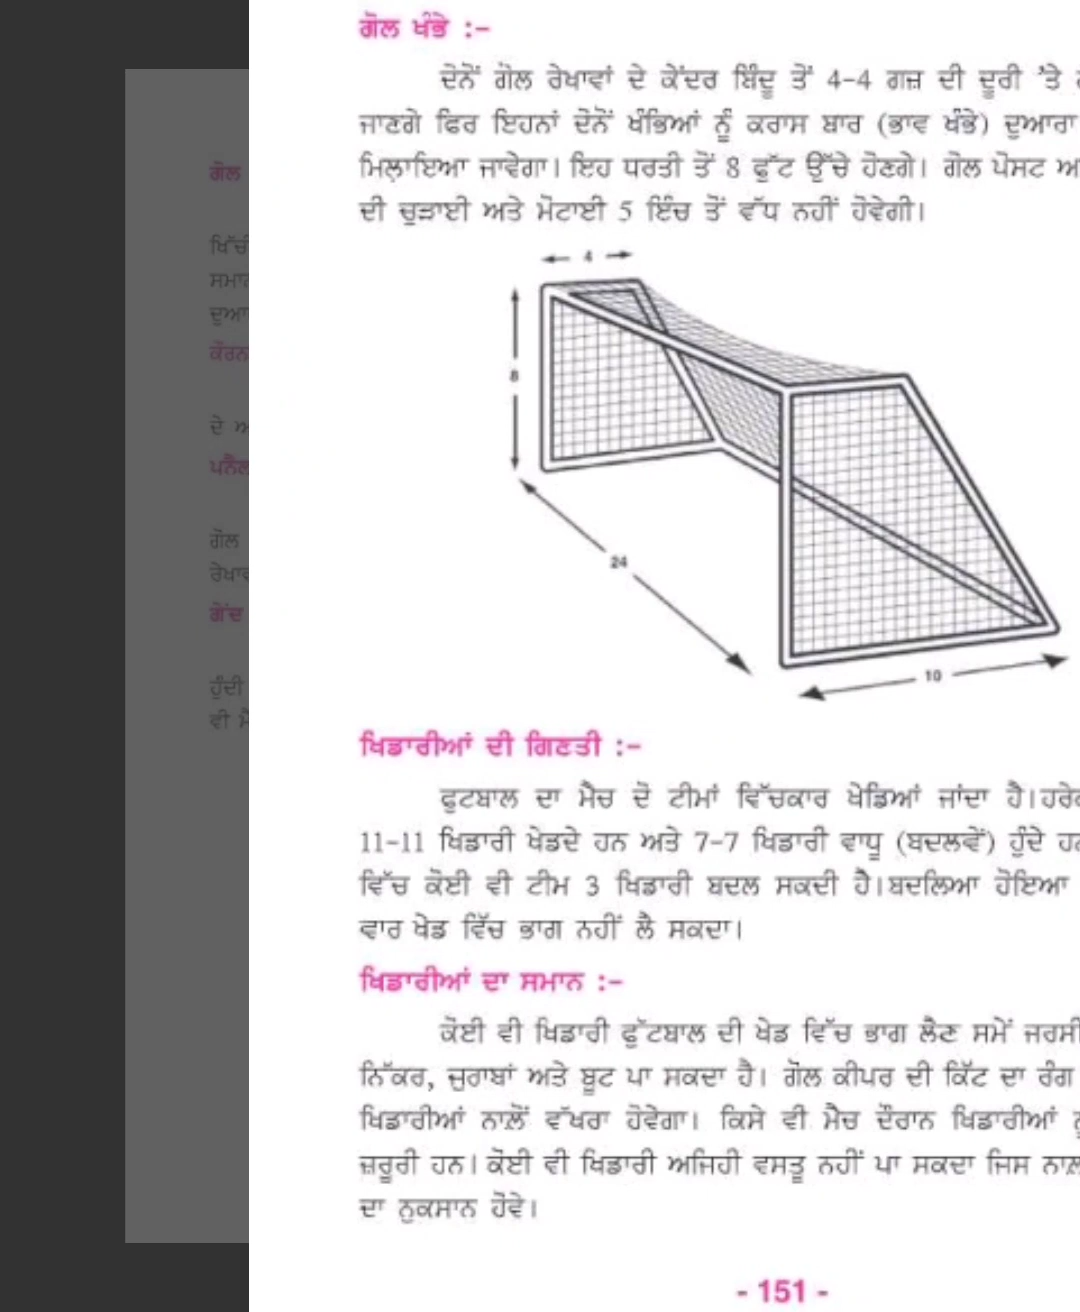 ਗੋਲ ਖੰਭੇ :-
ਦੋਨੋਂ ਗੋਲ ਰੇਖਾਵਾਂ ਦੇ ਕੇਂਦਰ ਬਿੰਦੂ ਤੋਂ 4-4 ਗਜ਼ ਦੀ ਦੂਰੀ 'ਤੇ
ਜਾਣਗੇ ਫਿਰ ਇਹਨਾਂ ਦੋਨੋਂ ਖੰਭਿਆਂ ਨੂੰ ਕਰਾਸ ਬਾਰ (ਭਾਵ ਖੰਭੇ) ਦੁਆਰਾ
ਮਿਲਾਇਆ ਜਾਵੇਗਾ। ਇਹ ਧਰਤੀ ਤੋਂ 8 ਫੁੱਟ ਉੱਚੇ ਹੋਣਗੇ। ਗੋਲ ਪੋਸਟ
ਦੀ ਚੁੜਾਈ ਅਤੇ ਮੋਟਾਈ 5 ਇੰਚ ਤੋਂ ਵੱਧ ਨਹੀਂ ਹੋਵੇਗੀ।
4
8
24
10
ਖਿਡਾਰੀਆਂ ਦੀ ਗਿਣਤੀ :-
ਫੁਟਬਾਲ ਦਾ ਮੈਚ ਦੋ ਟੀਮਾਂ ਵਿੱਚਕਾਰ ਖੇਡਿਆਂ ਜਾਂਦਾ ਹੈ।
11-11 ਖਿਡਾਰੀ ਖੇਡਦੇ ਹਨ ਅਤੇ 7-7 ਖਿਡਾਰੀ ਵਾਧੂ (ਬਦਲਵੇਂ) ਹੁੰਦੇ
ਵਿੱਚ ਕੋਈ ਵੀ ਟੀਮ 3 ਖਿਡਾਰੀ ਬਦਲ ਸਕਦੀ ਹੈ।ਬਦਲਿਆ ਹੋਇਆ
ਵਾਰ ਖੇਡ ਵਿੱਚ ਭਾਗ ਨਹੀਂ ਲੈ ਸਕਦਾ।
ਖਿਡਾਰੀਆਂ ਦਾ ਸਮਾਨ :-
ਕੋਈ ਵੀ ਖਿਡਾਰੀ ਫੁੱਟਬਾਲ ਦੀ ਖੇਡ ਵਿੱਚ ਭਾਗ ਲੈਣ ਸਮੇਂ ਜਰਸੀ
ਨਿੱਕਰ, ਜੁਰਾਬਾਂ ਅਤੇ ਬੂਟ ਪਾ ਸਕਦਾ ਹੈ। ਗੋਲ ਕੀਪਰ ਦੀ ਕਿੱਟ ਦਾ ਰੰਗ
ਖਿਡਾਰੀਆਂ ਨਾਲੋਂ ਵੱਖਰਾ ਹੋਵੇਗਾ। ਕਿਸੇ ਵੀ ਮੈਚ ਦੌਰਾਨ ਖਿਡਾਰੀਆਂ
ਜ਼ਰੂਰੀ ਹਨ। ਕੋਈ ਵੀ ਖਿਡਾਰੀ ਅਜਿਹੀ ਵਸਤੂ ਨਹੀਂ ਪਾ ਸਕਦਾ ਜਿਸ
ਦਾ ਨੁਕਸਾਨ ਹੋਵੇ।
- 151 -